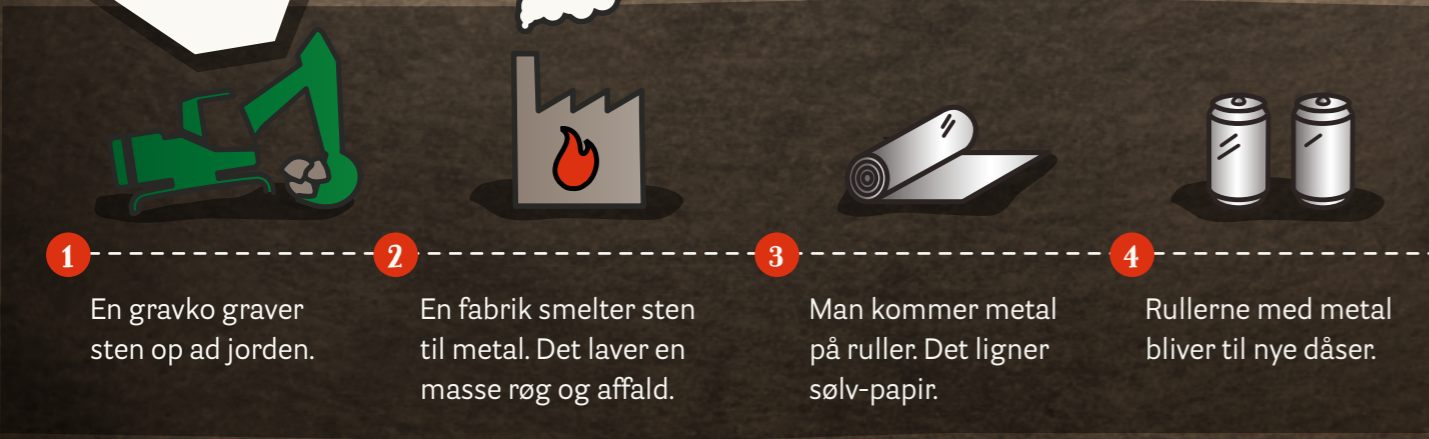 1
En gravko graver
sten op ad jorden.
2
En fabrik smelter sten
til metal. Det laver en
masse røg og affald.
3
Man kommer metal
på ruller. Det ligner
sølv-papir.
4
Rullerne med metal
bliver til nye dåser.